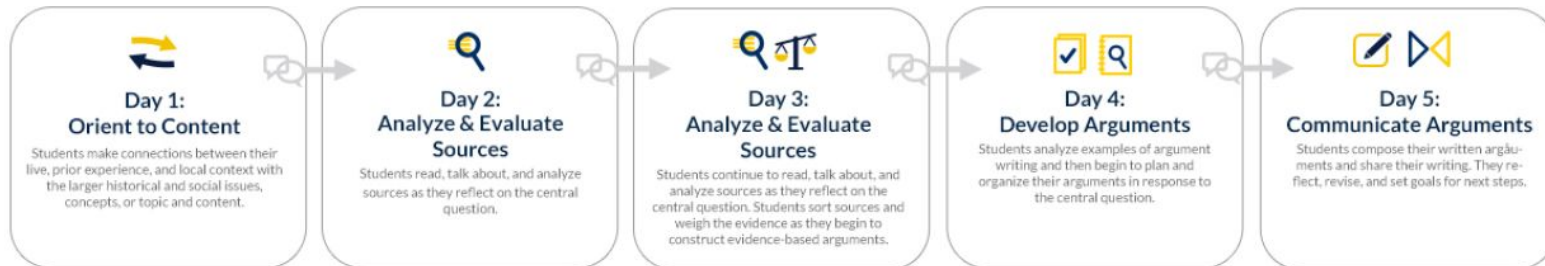 Day 1:
Orient to Content
Students make connections between their
live, prior experience, and local context with
the larger historical and social issues,
concepts, or topic and content.
Day 2:
Analyze & Evaluate
Sources
Students read, talk about, and analyze
sources as they reflect on the central
question.
Day 3:
Analyze & Evaluate
Sources
Students continue to read, talk about, and
analyze sources as they reflect on the
central question. Students sort sources and
weigh the evidence as they begin to
construct evidence-based arguments.
Day 4:
Develop Arguments
Students analyze examples of argument
writing and then begin to plan and
organize their arguments in response to
the central question.
Day 5:
Communicate Arguments
Students compose their written argâu-
ments and share their writing. They re-
flect, revise, and set goals for next steps.